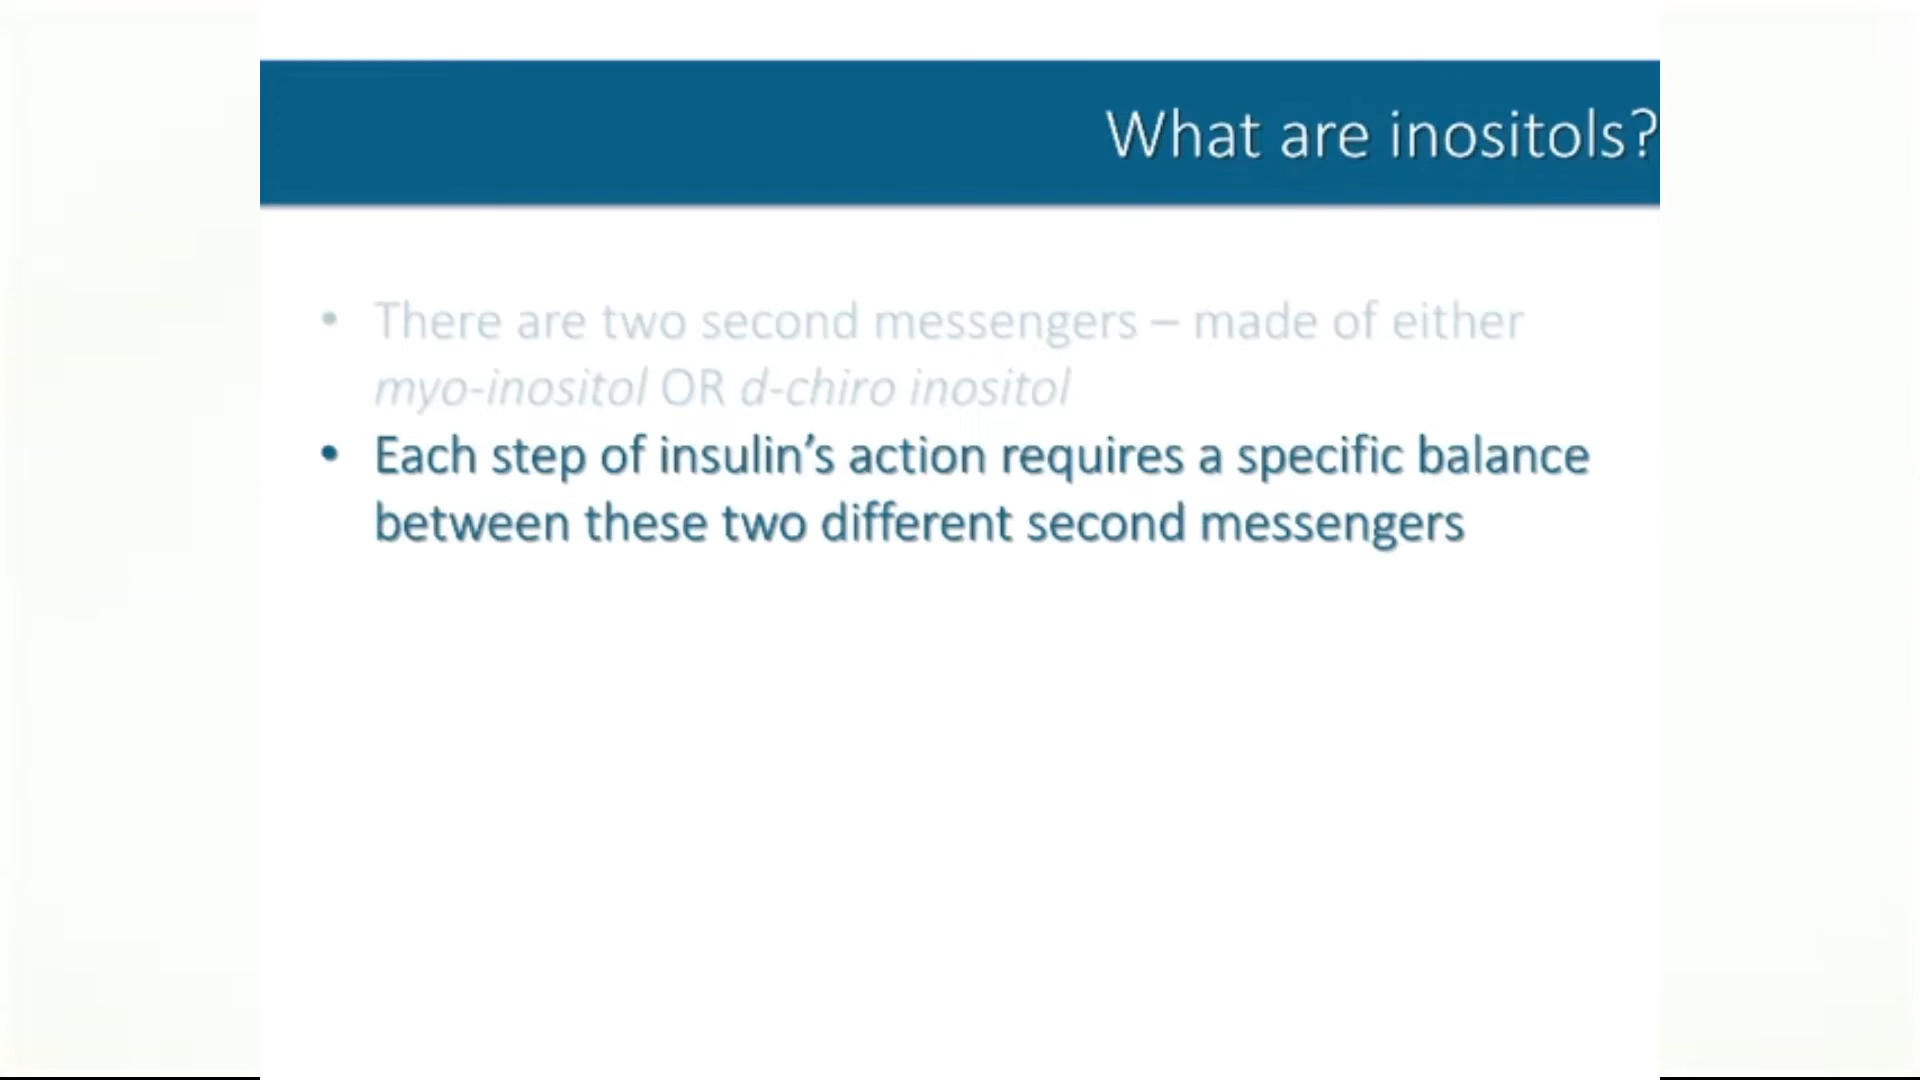 What are inositols?
• There are two second messengers – made of either
myo-inositol OR d-chiro inositol
• Each step of insulin’s action requires a specific balance
between these two different second messengers